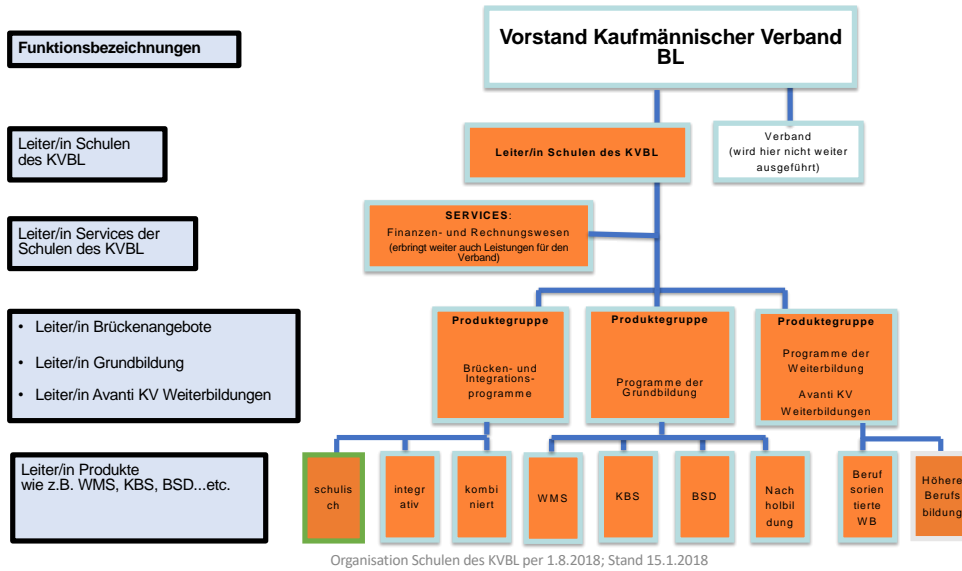 Funktionsbezeichnungen
Vorstand Kaufmännischer Verband
BL
Leiter/in Schulen
des KVBL
Leiter/in Schulen des KVBL
Verband
(wird hier nicht weiter
ausgeführt)
Leiter/in Services der
Schulen des KVBL
SERVICES:
Finanzen- und Rechnungswesen
(erbringt weiter auch Leistungen für den
Verband)
• Leiter/in Brückenangebote
• Leiter/in Grundbildung
• Leiter/in Avanti KV Weiterbildungen
Produktegruppe
Brücken- und
Integrations-
programme
Produktegruppe
Programme der
Grundbildung
Produktegruppe
Programme der
Weiterbildung
Avanti KV
Weiterbildungen
Leiter/in Produkte
wie z.B. WMS, KBS, BSD...etc.
schulis
ch
integr
ativ
kombi
niert
WMS
KBS
BSD
Nac
holbil
dung
Beruf
sorien
tierte
WB
Höhere
Berufs
bildung
Organisation Schulen des KVBL per 1.8.2018; Stand 15.1.2018